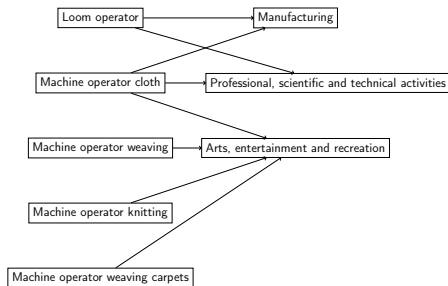 Loom operator
Manufacturing
Machine operator cloth
Professional, scientific and technical activities
Machine operator weaving
Arts, entertainment and recreation
Machine operator knitting
Machine operator weaving carpets